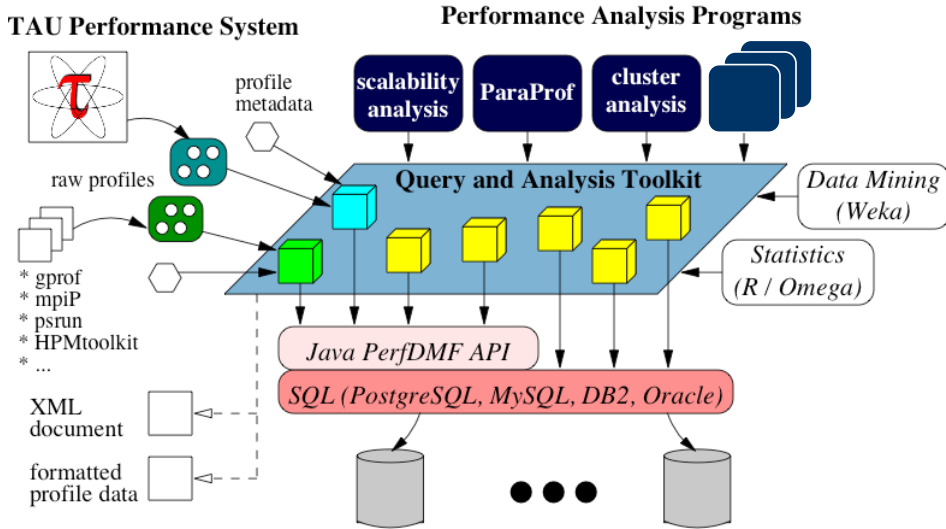 TAU Performance System
Performance Analysis Programs
τ
profile
metadata
scalability
analysis
ParaProf
cluster
analysis
raw profiles
Query and Analysis Toolkit
Data Mining
(Weka)
Statistics
(R / Omega)
* gprof
* mpiP
* psrun
* HPMtoolkit
* ...
Java PerfDMF API
SQL (PostgreSQL, MySQL, DB2, Oracle)
XML
document
formatted
profile data